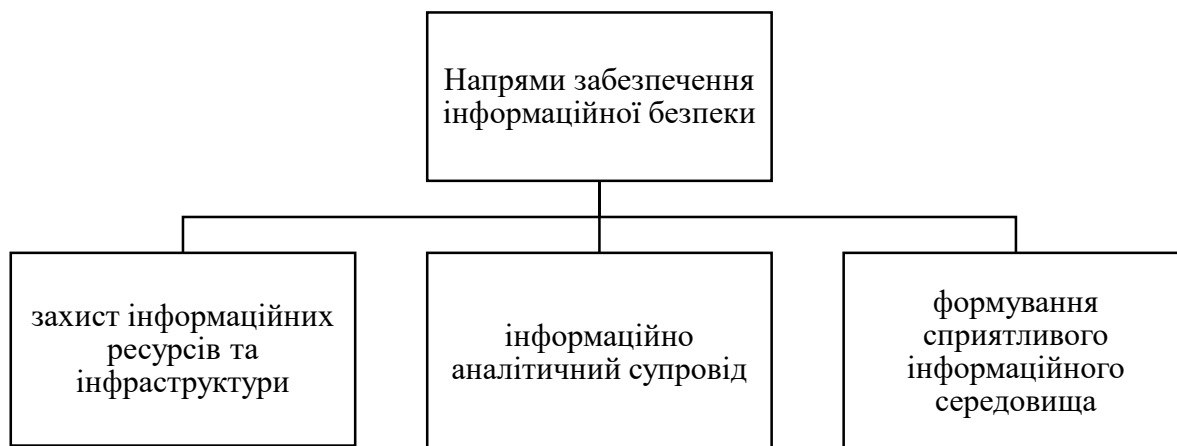 Напрями забезпечення
інформаційної безпеки
захист інформаційних
ресурсів та
інфраструктури
інформаційно
аналітичний супровід
формування
сприятливого
інформаційного
середовища